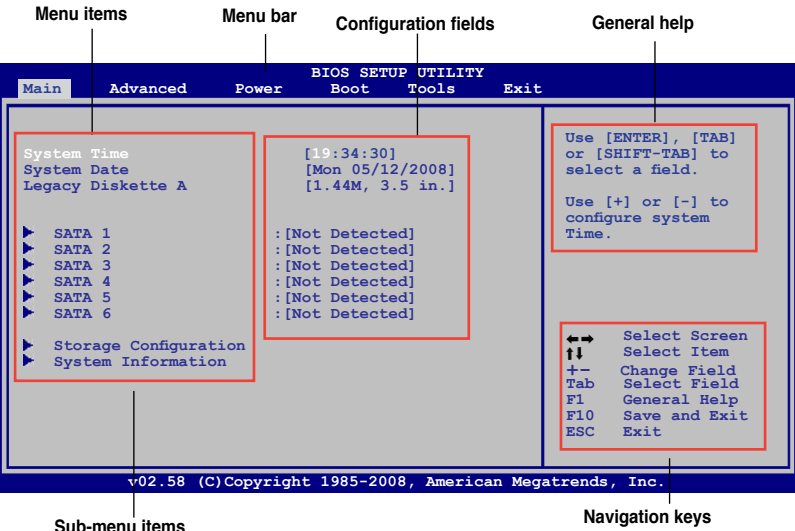 Menu items Menu bar Configuration fields General help
BIOS SETUP UTILITY
Main Advanced Power Boot Tools Exit
System Time [19:34:30]
System Date [Mon 05/12/2008]
Legacy Diskette A [1.44M, 3.5 in.]
SATA 1 :[Not Detected]
SATA 2 :[Not Detected]
SATA 3 :[Not Detected]
SATA 4 :[Not Detected]
SATA 5 :[Not Detected]
SATA 6 :[Not Detected]
Storage Configuration
System Information
Use [ENTER], [TAB]
or [SHIFT-TAB] to
select a field.
Use [+] or [-] to
configure system
Time.
←→ Select Screen
↑↓ Select Item
+- Change Field
Tab Select Field
F1 General Help
F10 Save and Exit
ESC Exit
v02.58 (C)Copyright 1985-2008, American Megatrends, Inc.
Sub-menu items Navigation keys